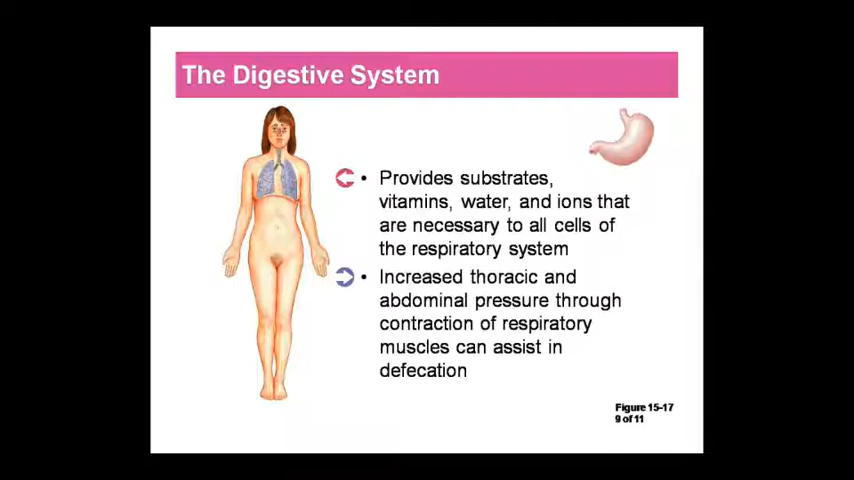 The Digestive System
• Provides substrates,
vitamins, water, and ions that
are necessary to all cells of
the respiratory system
• Increased thoracic and
abdominal pressure through
contraction of respiratory
muscles can assist in
defecation
Figure 15-17
9 of 11